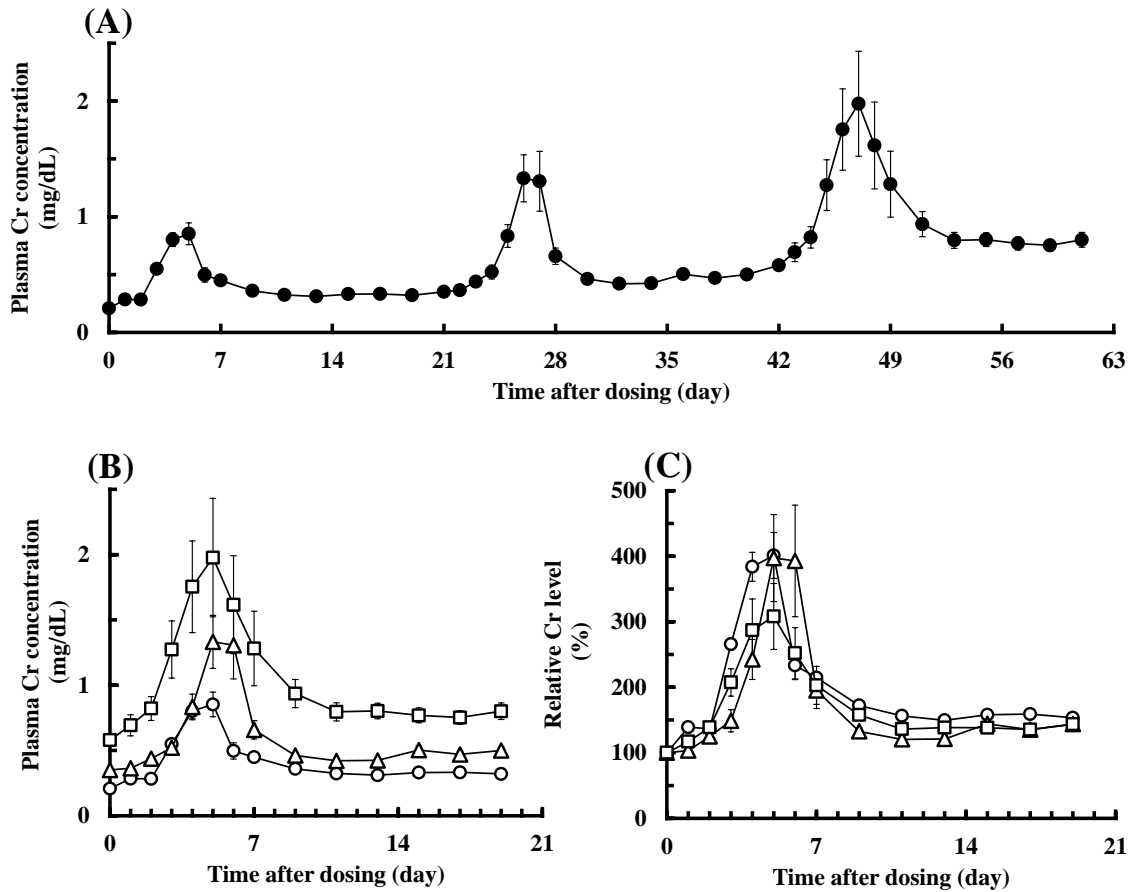 (A)
Plasma Cr concentration
(mg/dL)
2
1
0
0 7 14 21 28 35 42 49 56 63
Time after dosing (day)
(B)
Plasma Cr concentration
(mg/dL)
2
1
0
0 7 14 21
Time after dosing (day)
(C)
Relative Cr level
(%)
500
400
300
200
100
0
0 7 14 21
Time after dosing (day)